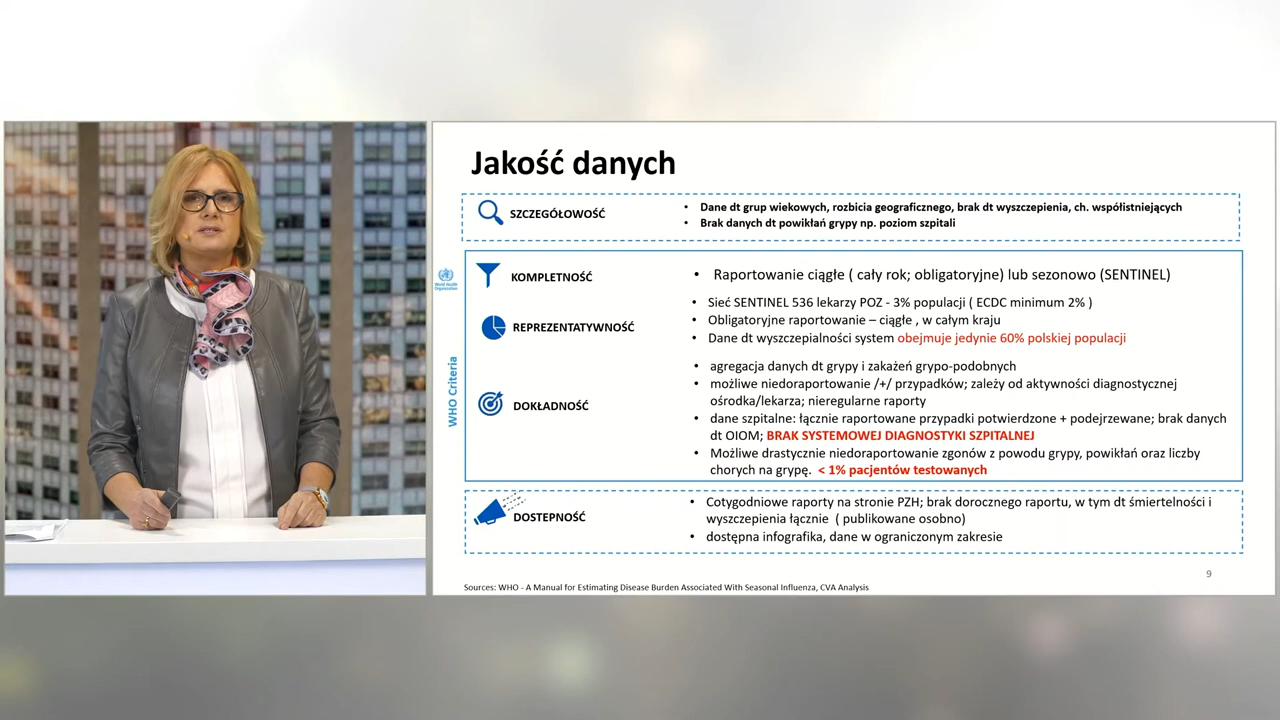 Jakość danych
SZCZEGÓŁOWOŚĆ
• Dane dt grup wiekowych, rozbicia geograficznego, brak dt wyszczepienia, ch. współistniejących
• Brak danych dt powikłań grypy np. poziom szpitali
World Health
Organization
WHO Criteria
KOMPLETNOŚĆ
• Raportowanie ciągłe ( cały rok; obligatoryjne) lub sezonowo (SENTINEL)
REPREZENTATYWNOŚĆ
• Sieć SENTINEL 536 lekarzy POZ - 3% populacji ( ECDC minimum 2% )
• Obligatoryjne raportowanie – ciągłe , w całym kraju
• Dane dt wyszczepialności system obejmuje jedynie 60% polskiej populacji
DOKŁADNOŚĆ
• agregacja danych dt grypy i zakażeń grypo-podobnych
• możliwe niedoraportowanie /+/ przypadków; zależy od aktywności diagnostycznej
ośrodka/lekarza; nieregularne raporty
• dane szpitalne: łącznie raportowane przypadki potwierdzone + podejrzewane; brak danych
dt OIOM; BRAK SYSTEMOWEJ DIAGNOSTYKI SZPITALNEJ
• Możliwe drastycznie niedoraportowanie zgonów z powodu grypy, powikłań oraz liczby
chorych na grypę. < 1% pacjentów testowanych
DOSTEPNOŚĆ
• Cotygodniowe raporty na stronie PZH; brak dorocznego raportu, w tym dt śmiertelności i
wyszczepienia łącznie ( publikowane osobno)
• dostępna infografika, dane w ograniczonym zakresie
9
Sources: WHO - A Manual for Estimating Disease Burden Associated With Seasonal Influenza, CVA Analysis